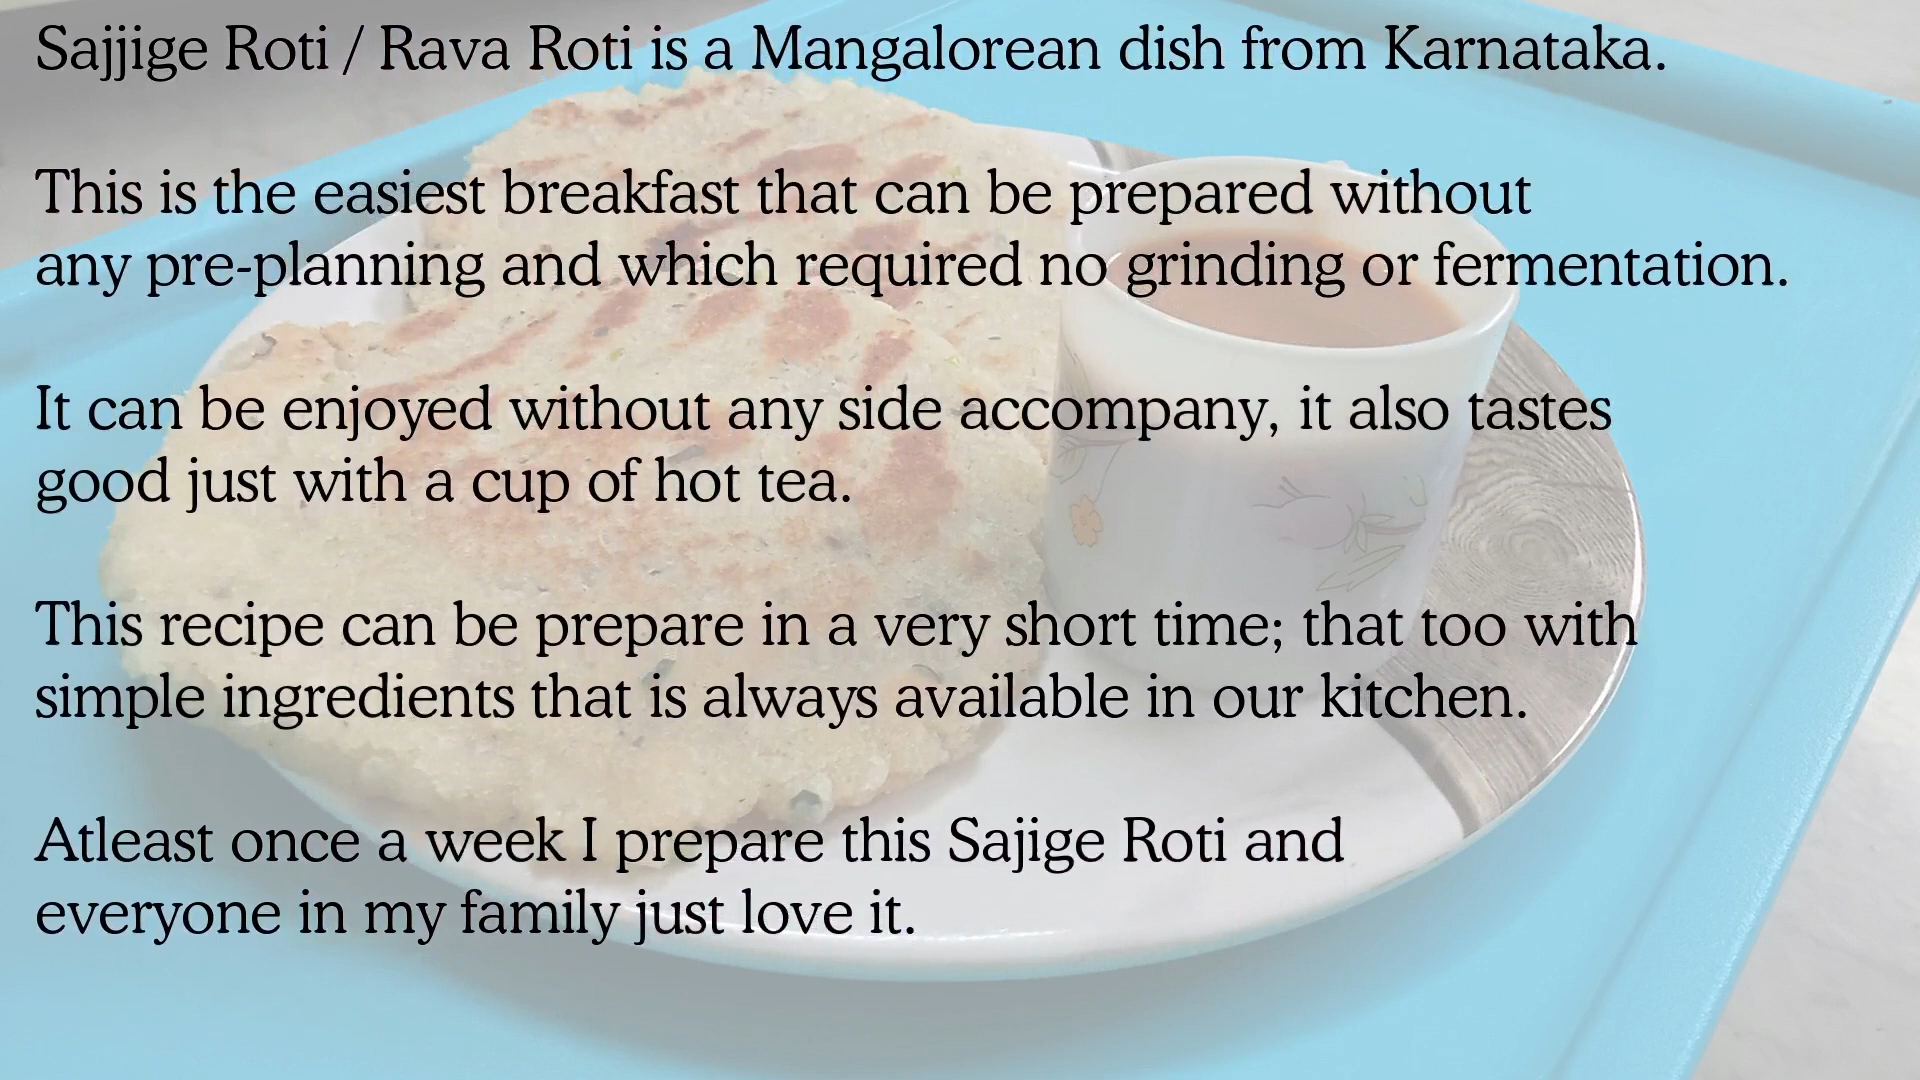 Sajjige Roti / Rava Roti is a Mangalorean dish from Karnataka.
This is the easiest breakfast that can be prepared without
any pre-planning and which required no grinding or fermentation.
It can be enjoyed without any side accompany, it also tastes
good just with a cup of hot tea.
This recipe can be prepare in a very short time; that too with
simple ingredients that is always available in our kitchen.
Atleast once a week I prepare this Sajige Roti and
everyone in my family just love it.